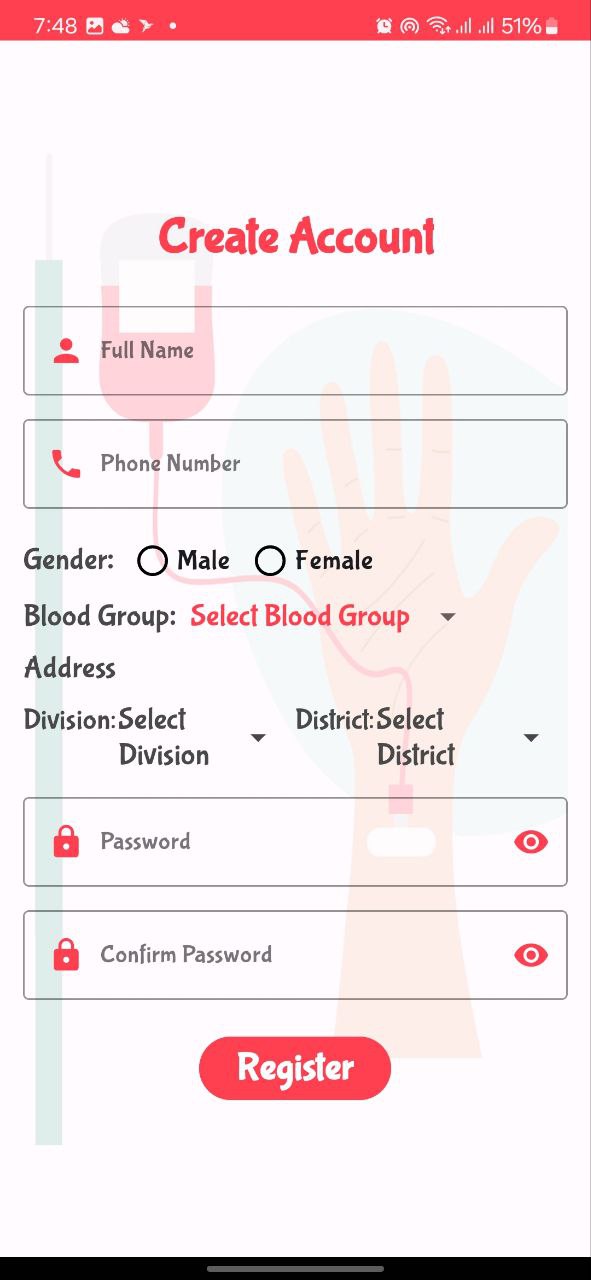 7:48 51%
Create Account
Full Name
Phone Number
Gender: Male Female
Blood Group: Select Blood Group
Address
Division: Select Division District: Select District
Password
Confirm Password
Register